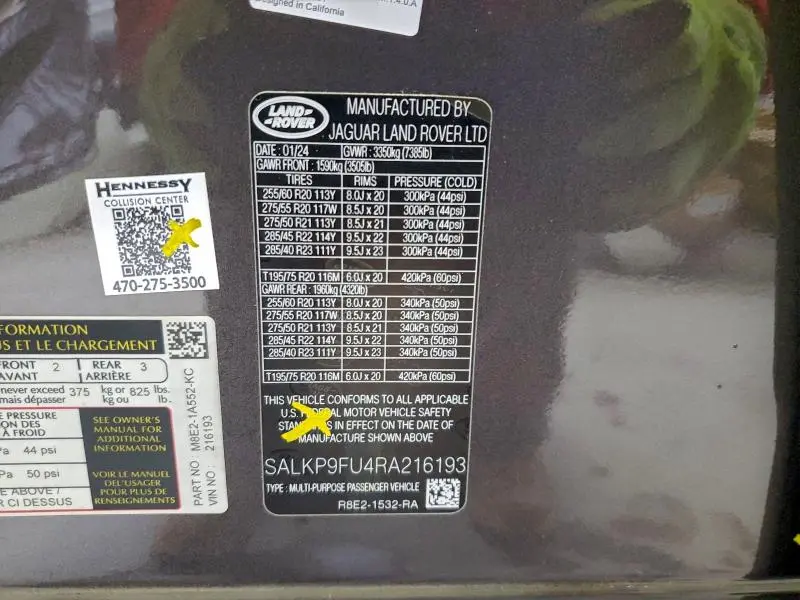 Designed in California
LAND ROVER
MANUFACTURED BY
JAGUAR LAND ROVER LTD
DATE : 01/24 GVWR : 3350kg (7385lb)
GAWR FRONT : 1590kg (3505lb)
TIRES RIMS PRESSURE (COLD)
255/60 R20 113Y 8.0J x 20 300kPa (44psi)
275/55 R20 117W 8.5J x 20 300kPa (44psi)
275/50 R21 113Y 8.5J x 21 300kPa (44psi)
285/45 R22 114Y 9.5J x 22 300kPa (44psi)
285/40 R23 111Y 9.5J x 23 300kPa (44psi)
T195/75 R20 116M 6.0J x 20 420kPa (60psi)
GAWR REAR : 1960kg (4320lb)
255/60 R20 113Y 8.0J x 20 340kPa (50psi)
275/55 R20 117W 8.5J x 20 340kPa (50psi)
275/50 R21 113Y 8.5J x 21 340kPa (50psi)
285/45 R22 114Y 9.5J x 22 340kPa (50psi)
285/40 R23 111Y 9.5J x 23 340kPa (50psi)
T195/75 R20 116M 6.0J x 20 420kPa (60psi)
THIS VEHICLE CONFORMS TO ALL APPLICABLE
U.S. FEDERAL MOTOR VEHICLE SAFETY
STANDARDS IN EFFECT ON THE DATE OF
MANUFACTURE SHOWN ABOVE
SALKP9FU4RA216193
TYPE : MULTI-PURPOSE PASSENGER VEHICLE
R8E2-1532-RA
HENNESSY
COLLISION CENTER
470-275-3500
FORMATION
US ET LE CHARGEMENT
FRONT 2 REAR 3
AVANT ARRIÈRE
never exceed 375 kg or 825 lbs.
mais dépasser kg ou lb.
PRESSURE
ON DES
À FROID
Pa 44 psi
Pa 50 psi
E ABOVE /
R CI DESSUS
SEE OWNER'S
MANUAL FOR
ADDITIONAL
INFORMATION
VOIR LE MANUEL
DEL'USAGER
POUR PLUS DE
RENSEIGNEMENTS
PART NO : M8E2-1A552-KC
VIN NO : 216193